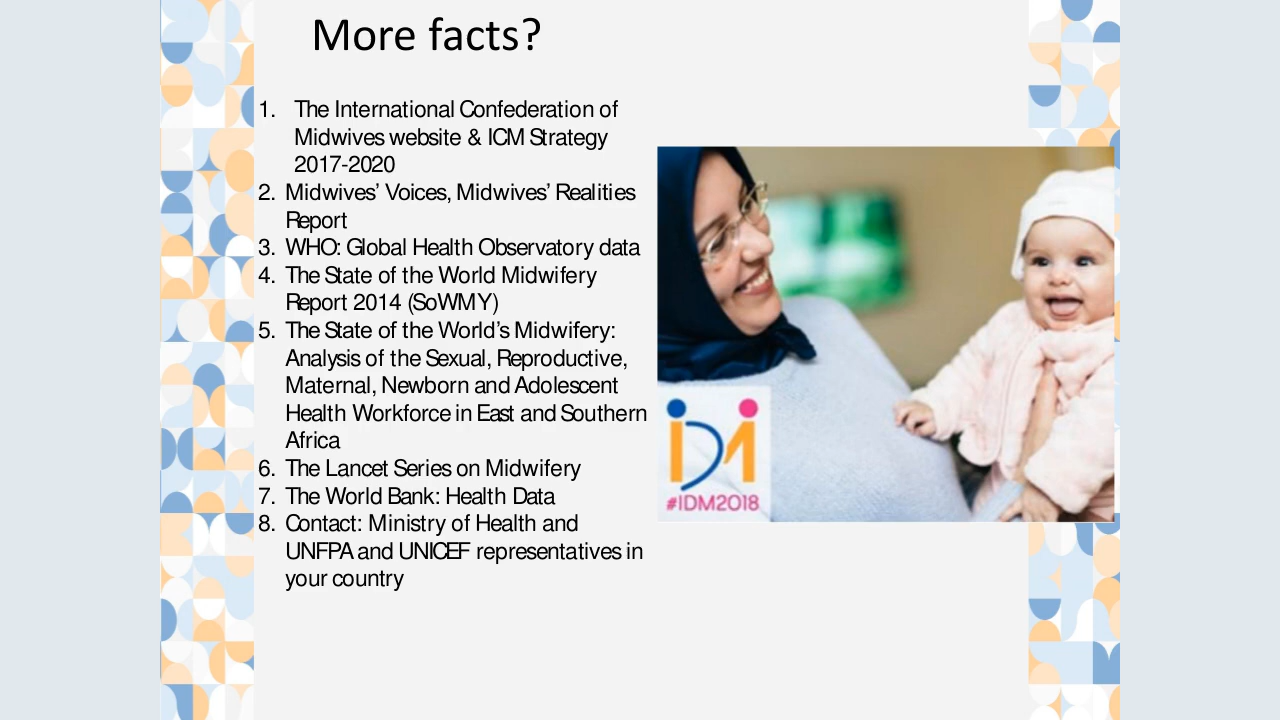 More facts?
1. The International Confederation of
Midwives website & ICM Strategy
2017-2020
2. Midwives’ Voices, Midwives’ Realities
Report
3. WHO: Global Health Observatory data
4. The State of the World Midwifery
Report 2014 (SoWMY)
5. The State of the World’s Midwifery:
Analysis of the Sexual, Reproductive,
Maternal, Newborn and Adolescent
Health Workforce in East and Southern
Africa
6. The Lancet Series on Midwifery
7. The World Bank: Health Data
8. Contact: Ministry of Health and
UNFPA and UNICEF representatives in
your country
IDM
#IDM2018